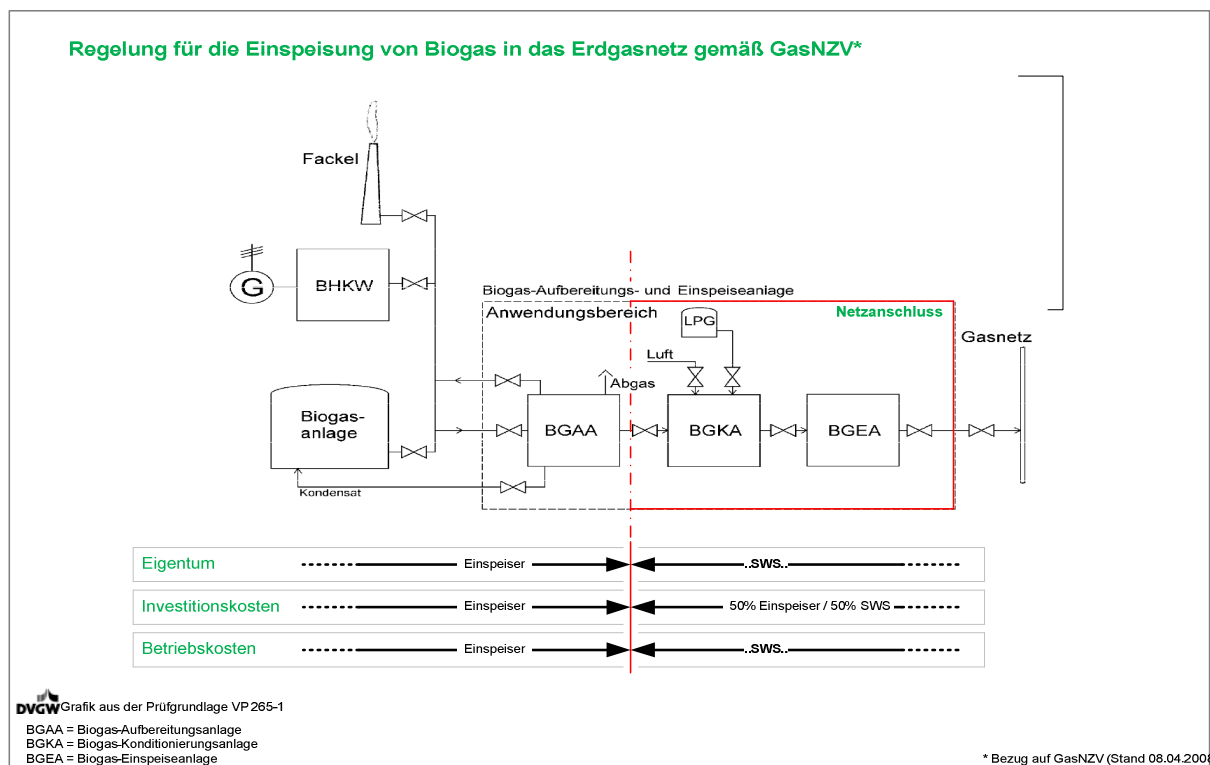 Regelung für die Einspeisung von Biogas in das Erdgasnetz gemäß GasNZV*
Fackel
G
BHKW
Biogas-Aufbereitungs- und Einspeiseanlage
Anwendungsbereich
Netzanschluss
LPG
Gasnetz
Luft
Abgas
Biogas-
anlage
BGAA
BGKA
BGEA
Kondensat
Eigentum
Einspeiser
..SWS..
Investitionskosten
Einspeiser
50% Einspeiser / 50% SWS
Betriebskosten
Einspeiser
..SWS..
DVGW Grafik aus der Prüfgrundlage VP 265-1
BGAA = Biogas-Aufbereitungsanlage
BGKA = Biogas-Konditionierungsanlage
BGEA = Biogas-Einspeiseanlage
* Bezug auf GasNZV (Stand 08.04.2008